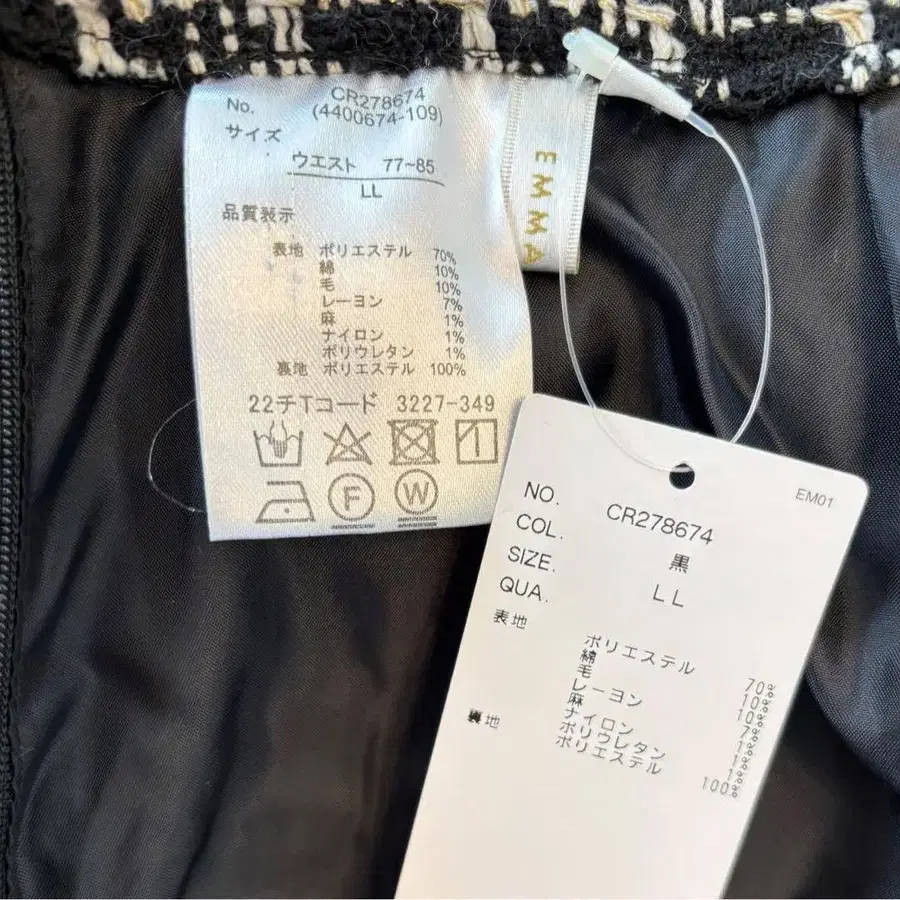 No. CR278674
(4400674-109)
サイズ
ウエスト 77~85
LL
品質表示
表地 ポリエステル 70%
綿 10%
毛 10%
レーヨン 7%
麻 1%
ナイロン 1%
ポリウレタン 1%
裏地 ポリエステル 100%
22チTコード 3227-349
F W
EMMA
EM01
NO. CR278674
COL. 黒
SIZE. LL
QUA.
表地
ポリエステル 70%
綿 10%
毛 10%
レーヨン 7%
麻 1%
ナイロン 1%
ポリウレタン 1%
裏地 ポリエステル 100%